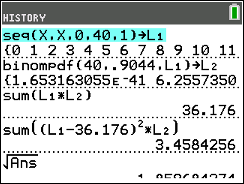 HISTORY
seq(X,X,0,40,1)→L₁
{0 1 2 3 4 5 6 7 8 9 10 11
binompdf(40,.9044,L₁)→L₂
{1.653163055ᴇ-41 6.2557350
sum(L₁*L₂)
36.176
sum((L₁-36.176)²*L₂)
3.4584256
√Ans